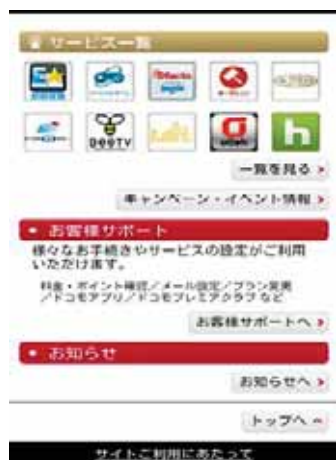 サービス一覧
BeeTV
一覧を見る
キャンペーン・イベント情報
お客様サポート
様々なお手続きやサービスの設定がご利用
いただけます。
料金・ポイント確認／メール設定／プラン変更
／ドコモアプリ／ドコモプレミアクラブ など
お客様サポートへ
お知らせ
お知らせへ
トップへ
サイトご利用にあたって